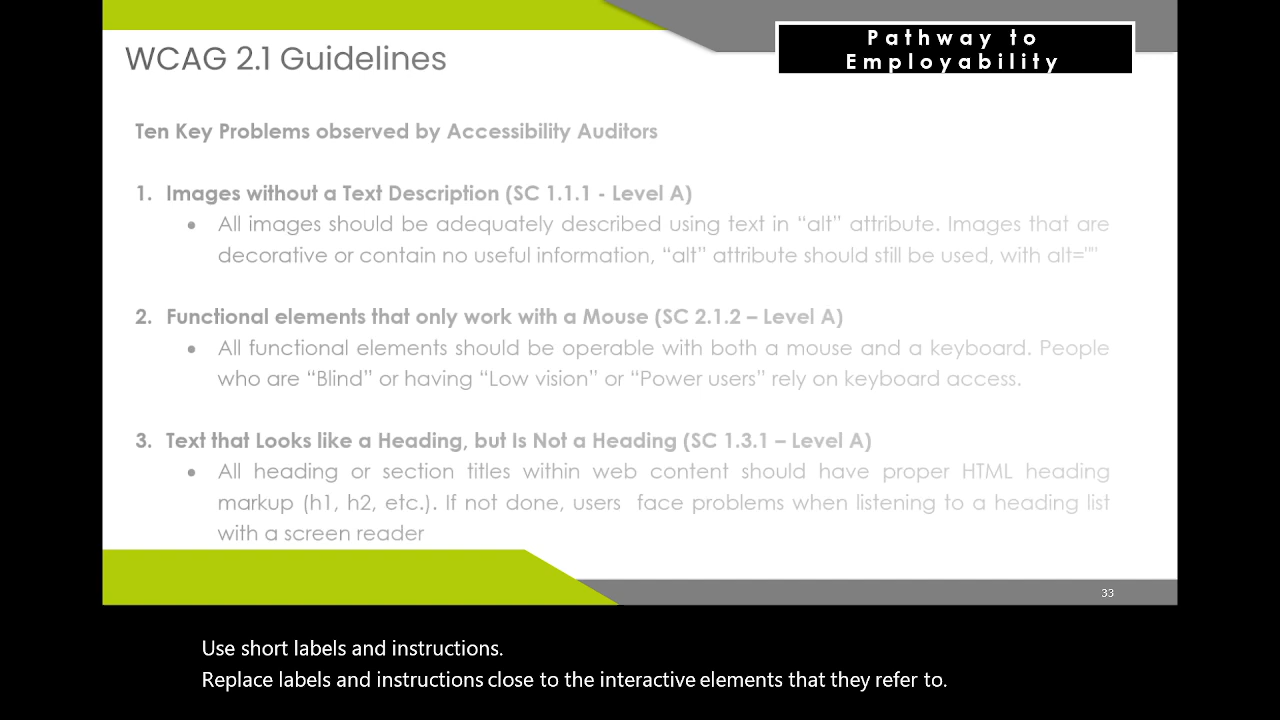 Pathway to
Employability
WCAG 2.1 Guidelines
Ten Key Problems observed by Accessibility Auditors
1. Images without a Text Description (SC 1.1.1 - Level A)
• All images should be adequately described using text in “alt” attribute. Images that are
decorative or contain no useful information, “alt” attribute should still be used, with alt=""
2. Functional elements that only work with a Mouse (SC 2.1.2 – Level A)
• All functional elements should be operable with both a mouse and a keyboard. People
who are “Blind” or having “Low vision” or “Power users” rely on keyboard access.
3. Text that Looks like a Heading, but Is Not a Heading (SC 1.3.1 – Level A)
• All heading or section titles within web content should have proper HTML heading
markup (h1, h2, etc.). If not done, users face problems when listening to a heading list
with a screen reader
33
Use short labels and instructions.
Replace labels and instructions close to the interactive elements that they refer to.